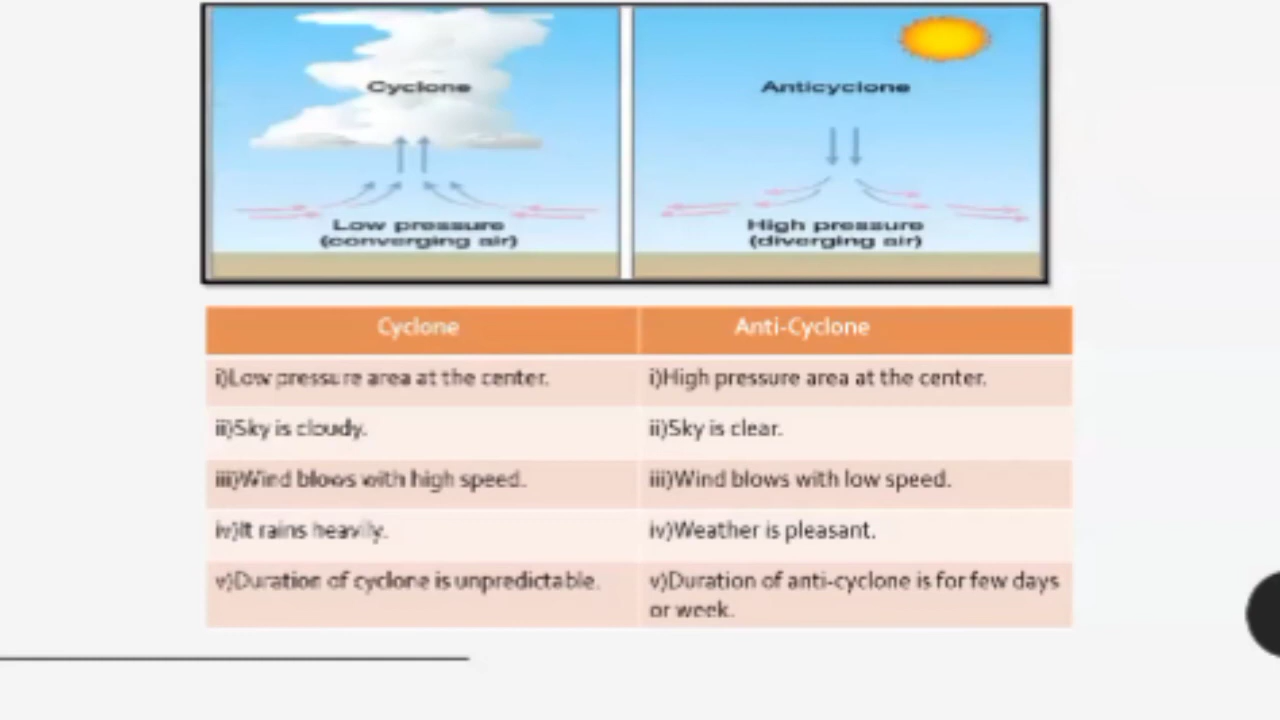 Cyclone
Anticyclone
Low pressure
(converging air)
High pressure
(diverging air)
Cyclone
Anti-Cyclone
i)Low pressure area at the center.
i)High pressure area at the center.
ii)Sky is cloudy.
ii)Sky is clear.
iii)Wind blows with high speed.
iii)Wind blows with low speed.
iv)It rains heavily.
iv)Weather is pleasant.
v)Duration of cyclone is unpredictable.
v)Duration of anti-cyclone is for few days
or week.